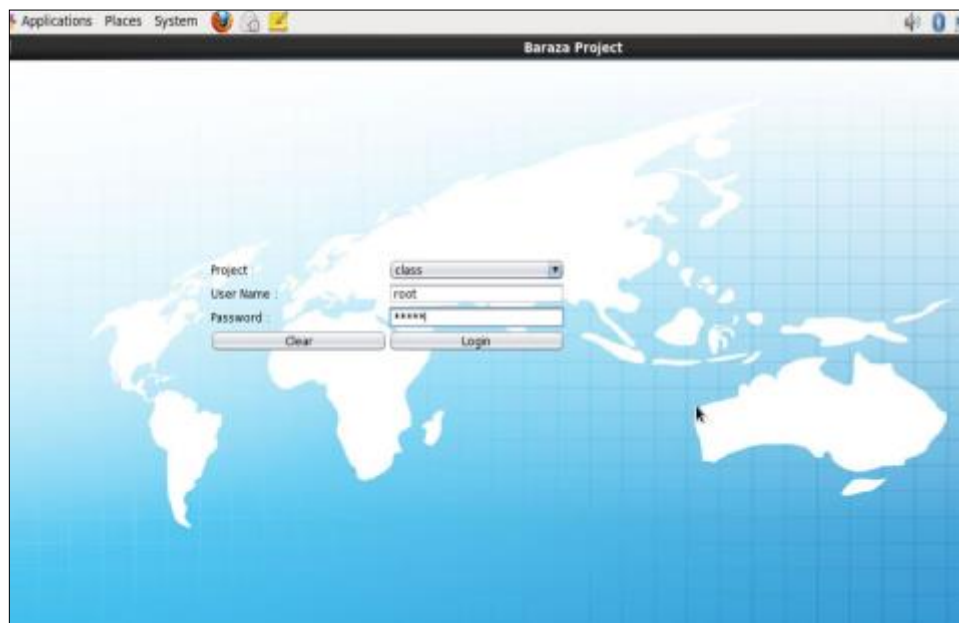 Applications Places System
Baraza Project
Project
class
User Name :
root
Password :
*****
Clear
Login